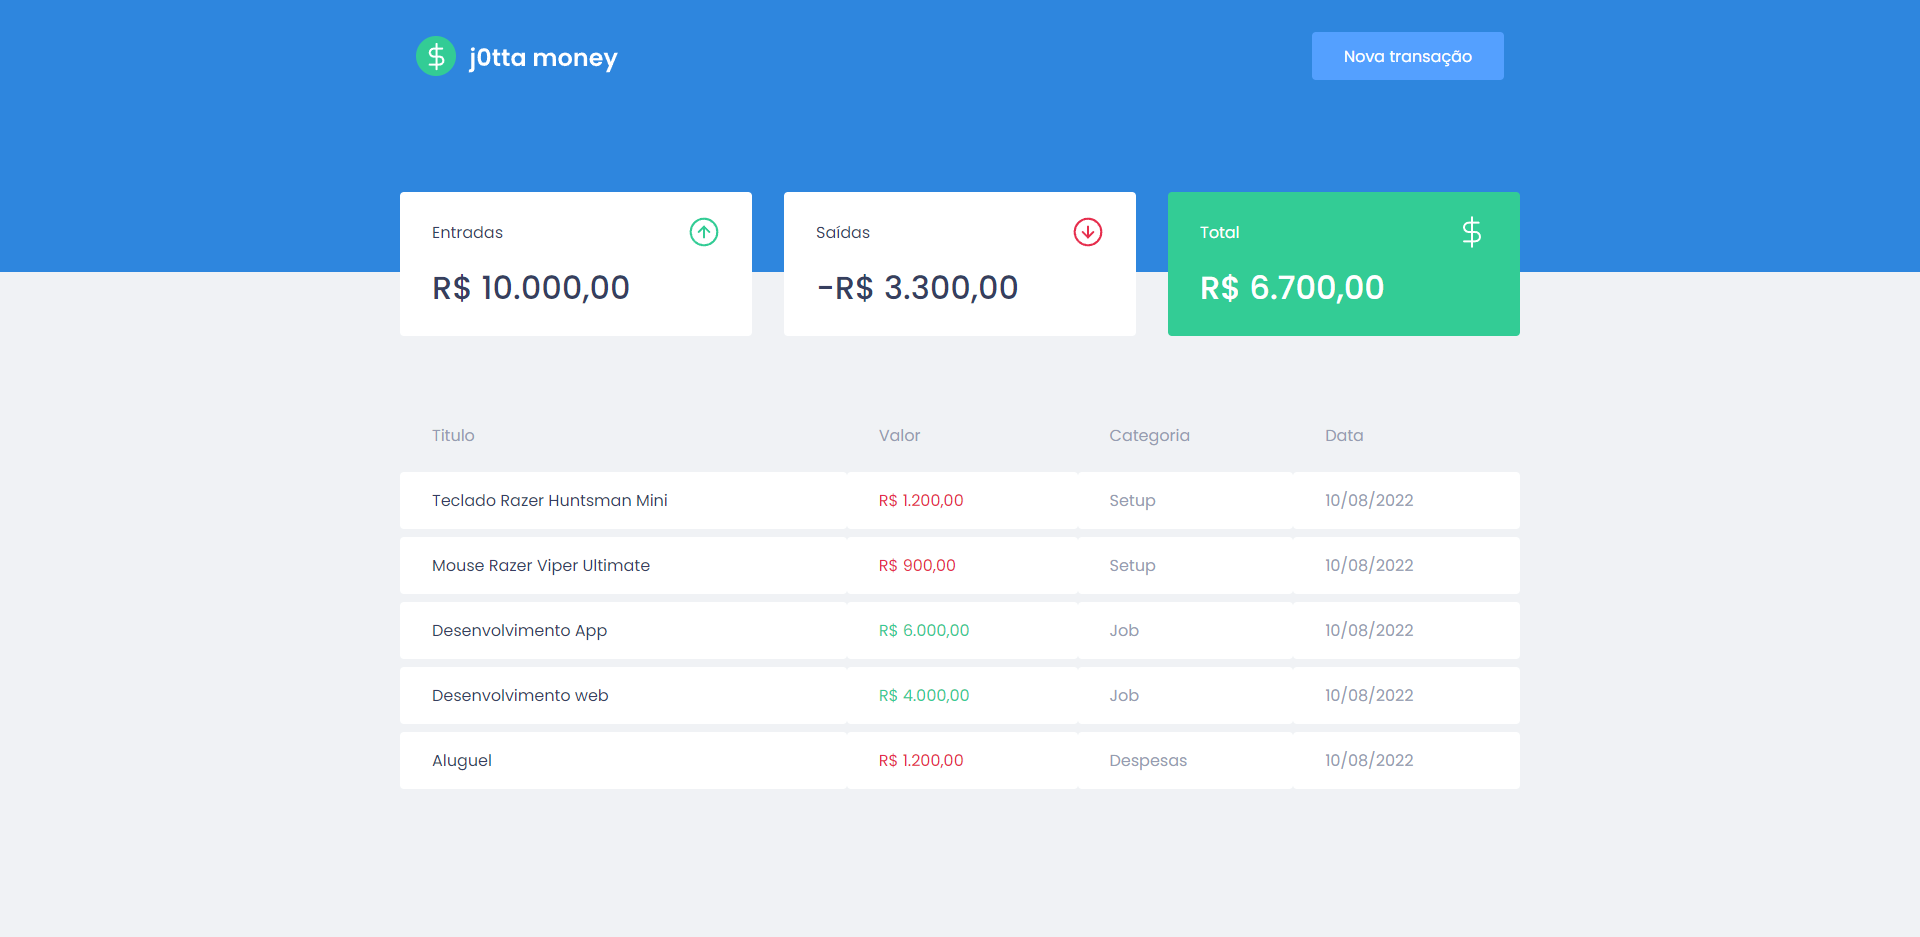 $ j0tta money
Nova transação
Entradas
R$ 10.000,00
Saídas
-R$ 3.300,00
Total $
R$ 6.700,00
Titulo Valor Categoria Data
Teclado Razer Huntsman Mini R$ 1.200,00 Setup 10/08/2022
Mouse Razer Viper Ultimate R$ 900,00 Setup 10/08/2022
Desenvolvimento App R$ 6.000,00 Job 10/08/2022
Desenvolvimento web R$ 4.000,00 Job 10/08/2022
Aluguel R$ 1.200,00 Despesas 10/08/2022